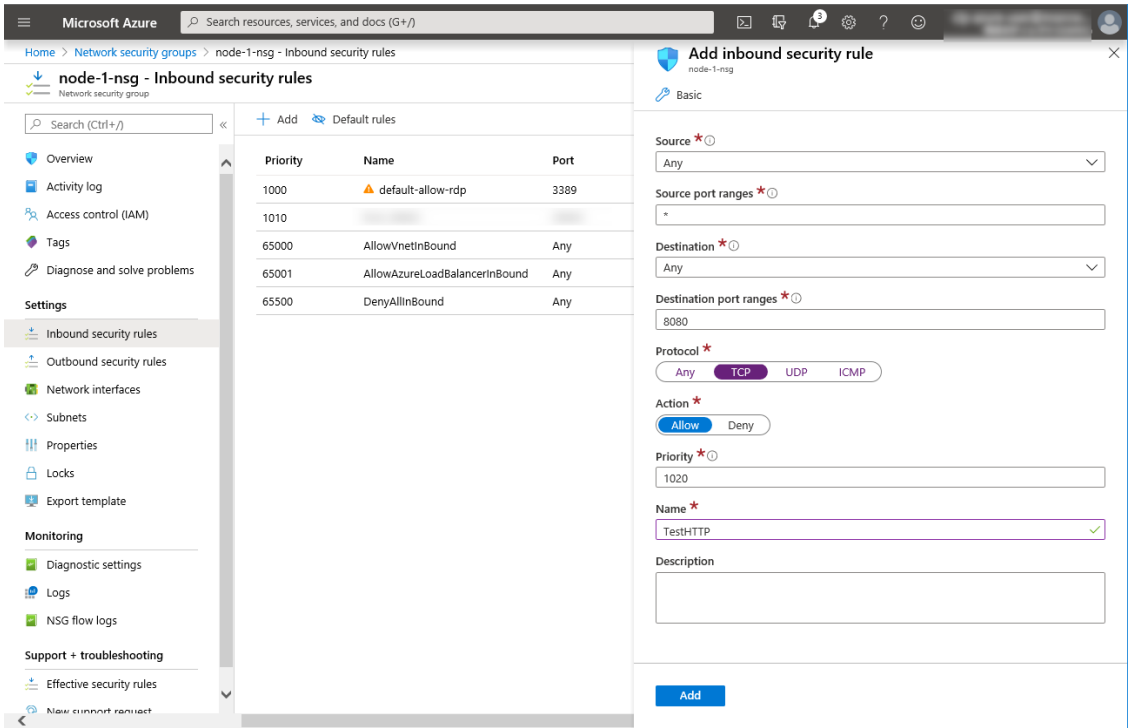 Microsoft Azure
Search resources, services, and docs (G+/)
3
Home > Network security groups > node-1-nsg - Inbound security rules
node-1-nsg - Inbound security rules
Network security group
Search (Ctrl+/)
«
Overview
Activity log
Access control (IAM)
Tags
Diagnose and solve problems
Settings
Inbound security rules
Outbound security rules
Network interfaces
Subnets
Properties
Locks
Export template
Monitoring
Diagnostic settings
Logs
NSG flow logs
Support + troubleshooting
Effective security rules
New support request
Add Default rules
Priority Name Port
1000 default-allow-rdp 3389
1010
65000 AllowVnetInBound Any
65001 AllowAzureLoadBalancerInBound Any
65500 DenyAllInBound Any
Add inbound security rule
node-1-nsg
Basic
Source *
Any
Source port ranges *
*
Destination *
Any
Destination port ranges *
8080
Protocol *
Any TCP UDP ICMP
Action *
Allow Deny
Priority *
1020
Name *
TestHTTP
Description
Add